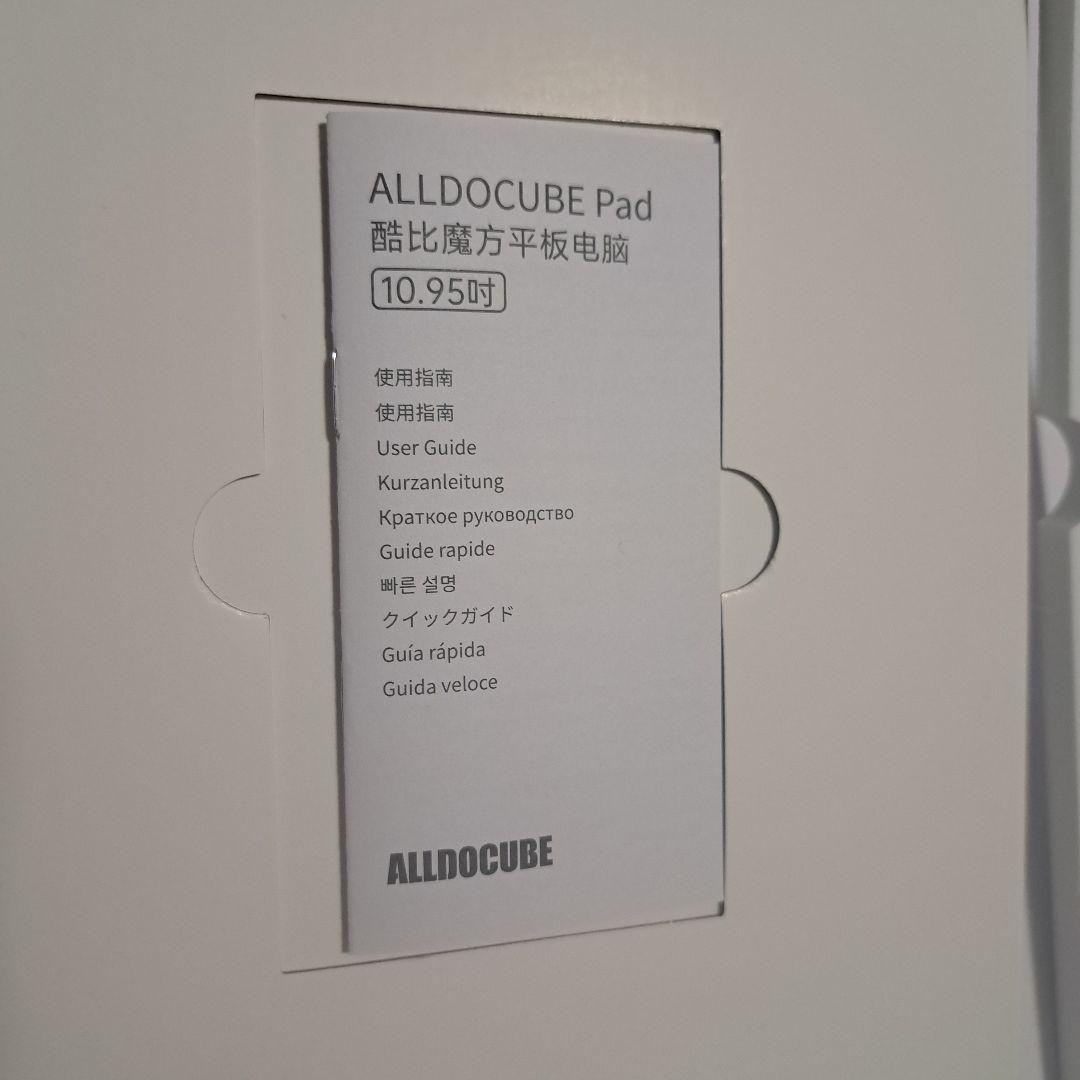 ALLDOCUBE Pad
酷比魔方平板电脑
10.95吋
使用指南
使用指南
User Guide
Kurzanleitung
Краткое руководство
Guide rapide
빠른 설명
クイックガイド
Guía rápida
Guida veloce
ALLDOCUBE